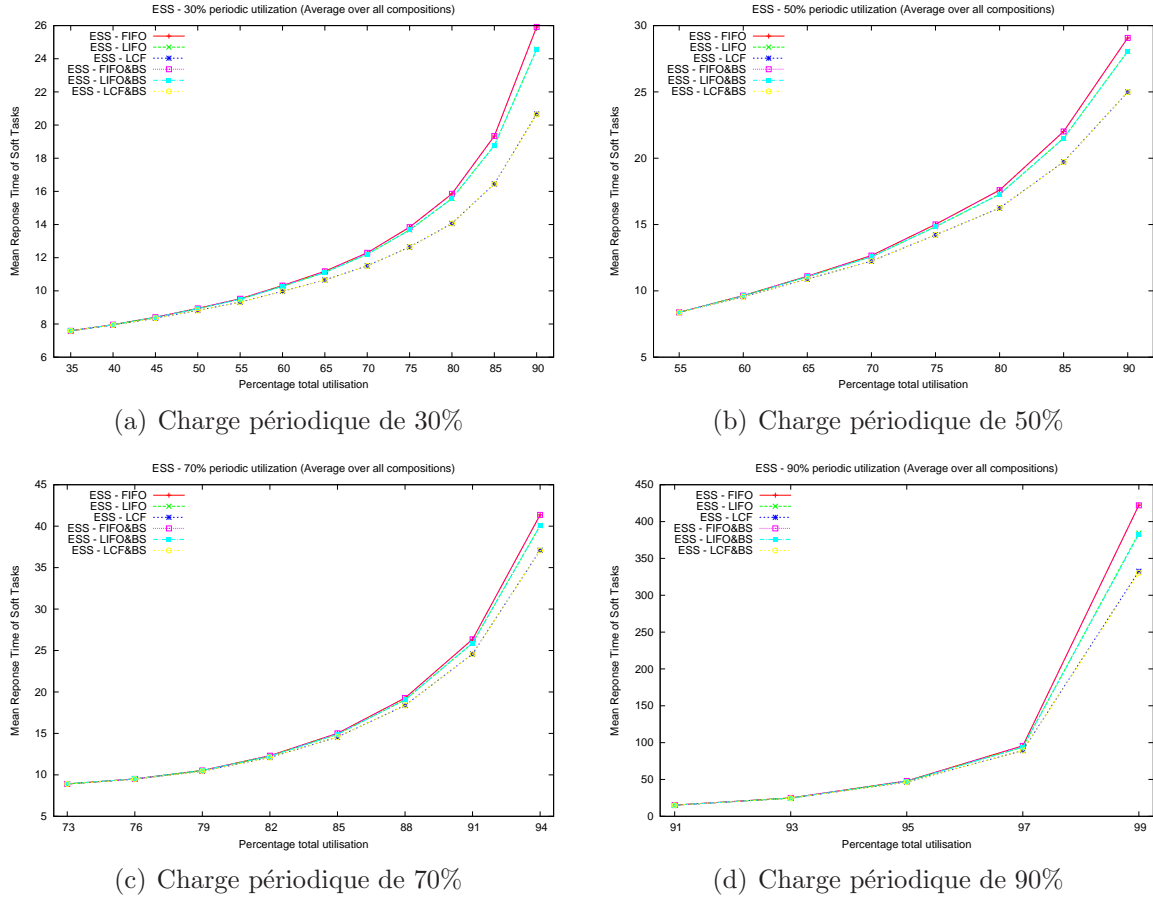 ESS - 30% periodic utilization (Average over all compositions)
26
24
22
20
18
16
14
12
10
8
6
Mean Reponse Time of Soft Tasks
ESS - FIFO
ESS - LIFO
ESS - LCF
ESS - FIFO&BS
ESS - LIFO&BS
ESS - LCF&BS
35 40 45 50 55 60 65 70 75 80 85 90
Percentage total utilisation
(a) Charge périodique de 30%
ESS - 50% periodic utilization (Average over all compositions)
30
25
20
15
10
5
Mean Reponse Time of Soft Tasks
ESS - FIFO
ESS - LIFO
ESS - LCF
ESS - FIFO&BS
ESS - LIFO&BS
ESS - LCF&BS
55 60 65 70 75 80 85 90
Percentage total utilisation
(b) Charge périodique de 50%
ESS - 70% periodic utilization (Average over all compositions)
45
40
35
30
25
20
15
10
5
Mean Reponse Time of Soft Tasks
ESS - FIFO
ESS - LIFO
ESS - LCF
ESS - FIFO&BS
ESS - LIFO&BS
ESS - LCF&BS
73 76 79 82 85 88 91 94
Percentage total utilisation
(c) Charge périodique de 70%
ESS - 90% periodic utilization (Average over all compositions)
450
400
350
300
250
200
150
100
50
0
Mean Reponse Time of Soft Tasks
ESS - FIFO
ESS - LIFO
ESS - LCF
ESS - FIFO&BS
ESS - LIFO&BS
ESS - LCF&BS
91 93 95 97 99
Percentage total utilisation
(d) Charge périodique de 90%